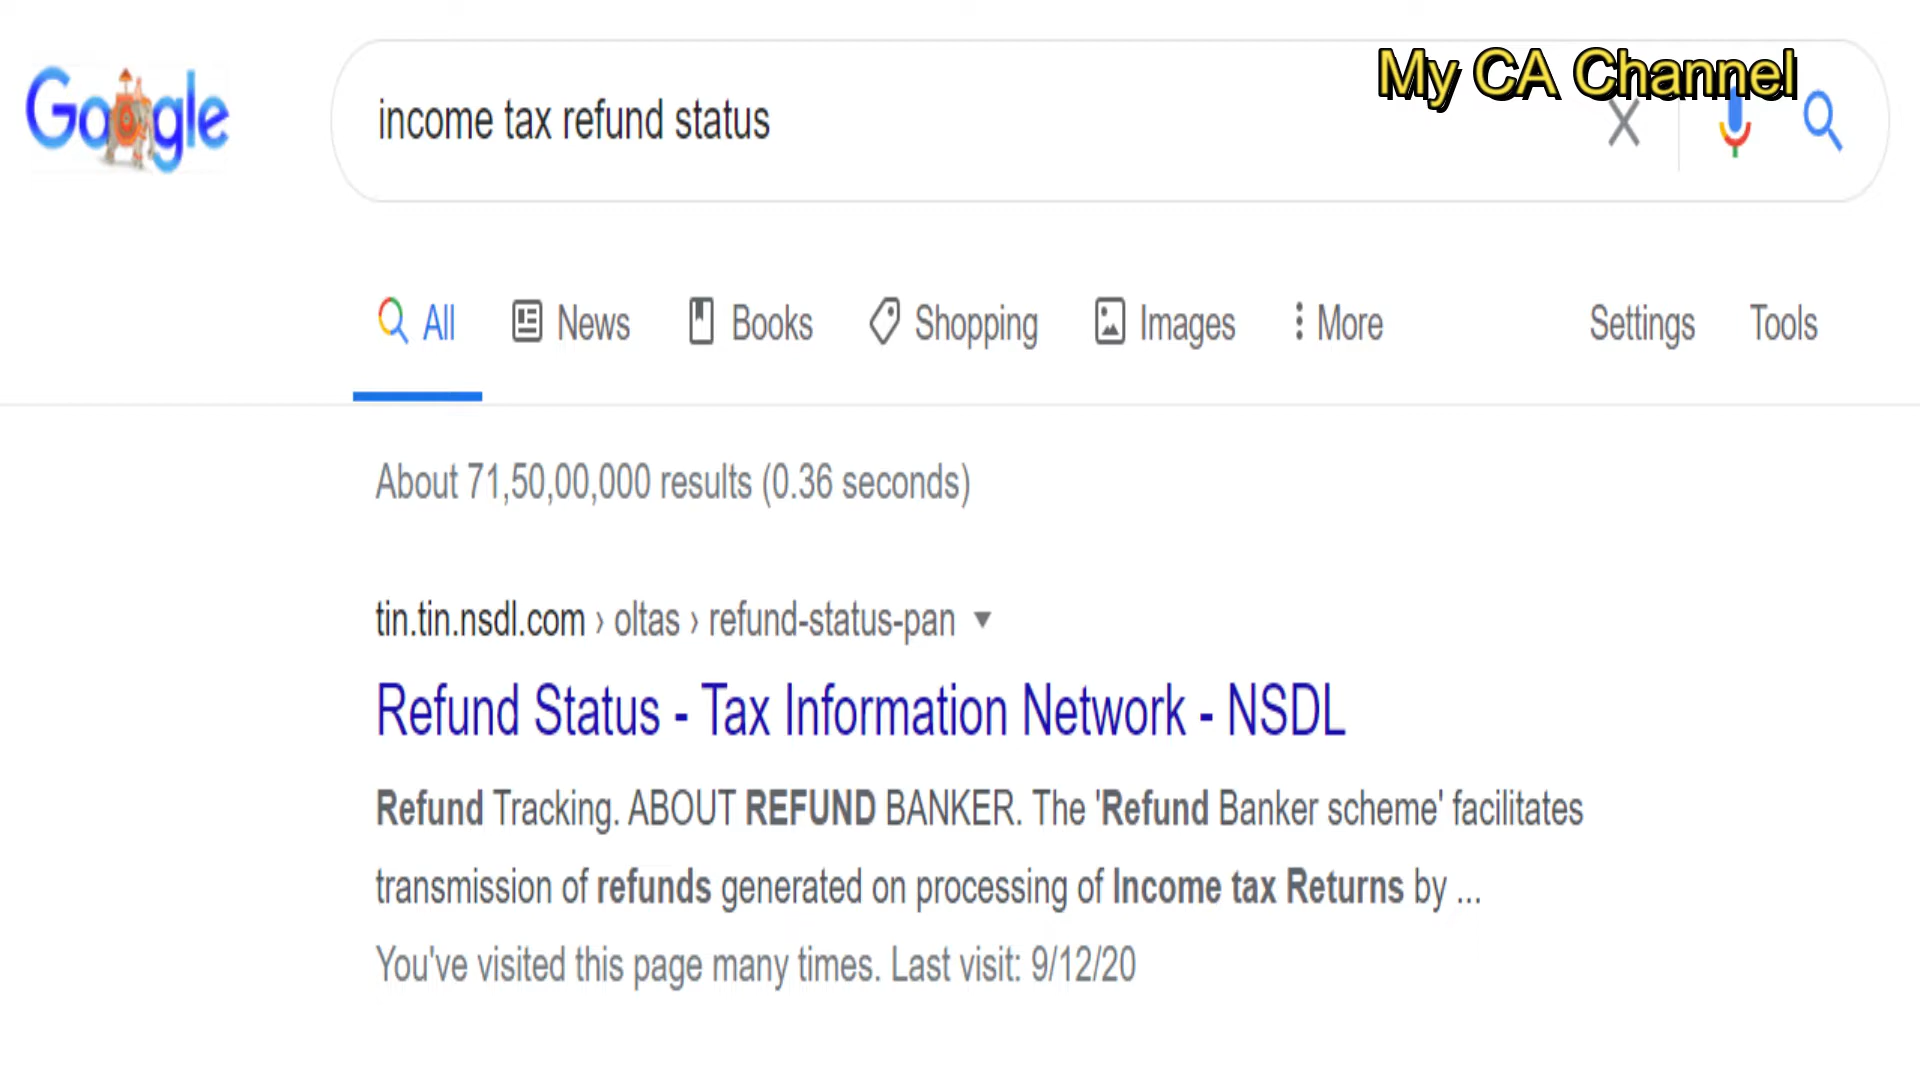 My CA Channel
Google
income tax refund status
All News Books Shopping Images More Settings Tools
About 71,50,00,000 results (0.36 seconds)
tin.tin.nsdl.com › oltas › refund-status-pan
Refund Status - Tax Information Network - NSDL
Refund Tracking. ABOUT REFUND BANKER. The 'Refund Banker scheme' facilitates
transmission of refunds generated on processing of Income tax Returns by ...
You've visited this page many times. Last visit: 9/12/20